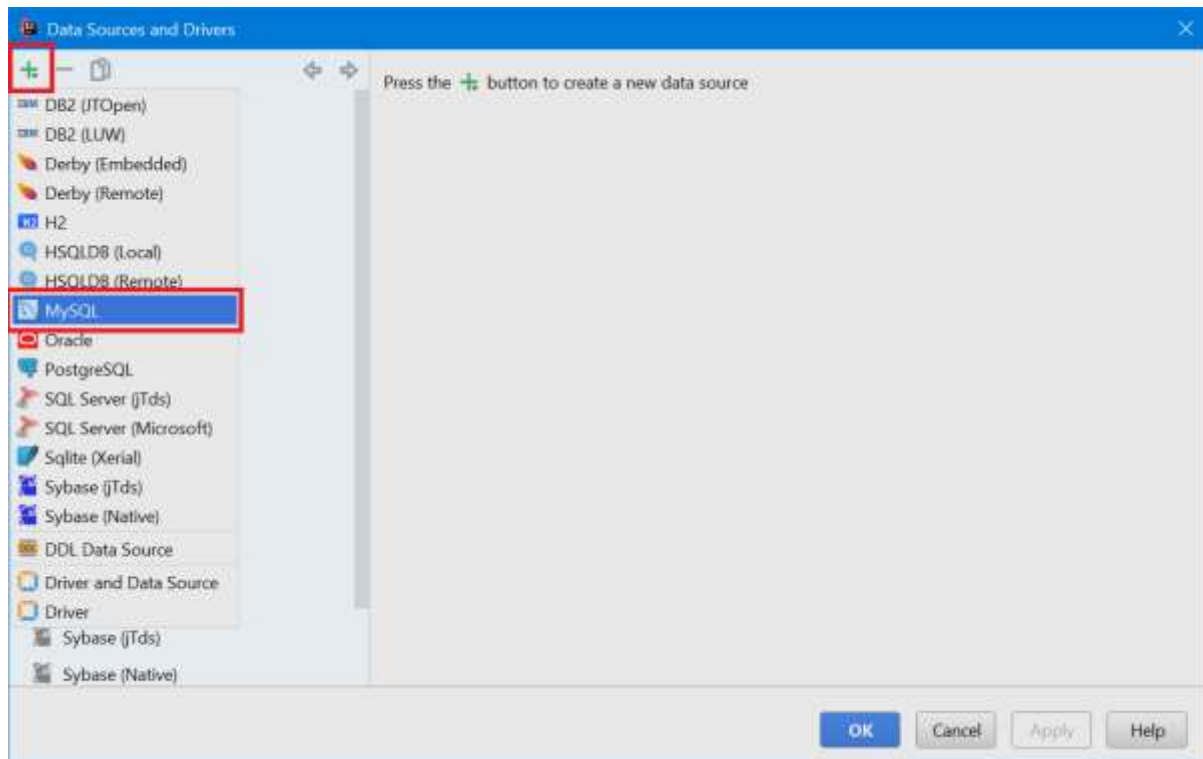 Data Sources and Drivers
Press the + button to create a new data source
DB2 (JTOpen)
DB2 (LUW)
Derby (Embedded)
Derby (Remote)
H2 H2
HSQLDB (Local)
HSQLDB (Remote)
MySQL
Oracle
PostgreSQL
SQL Server (jTds)
SQL Server (Microsoft)
Sqlite (Xerial)
Sybase (jTds)
Sybase (Native)
DDL Data Source
Driver and Data Source
Driver
Sybase (jTds)
Sybase (Native)
OK Cancel Apply Help